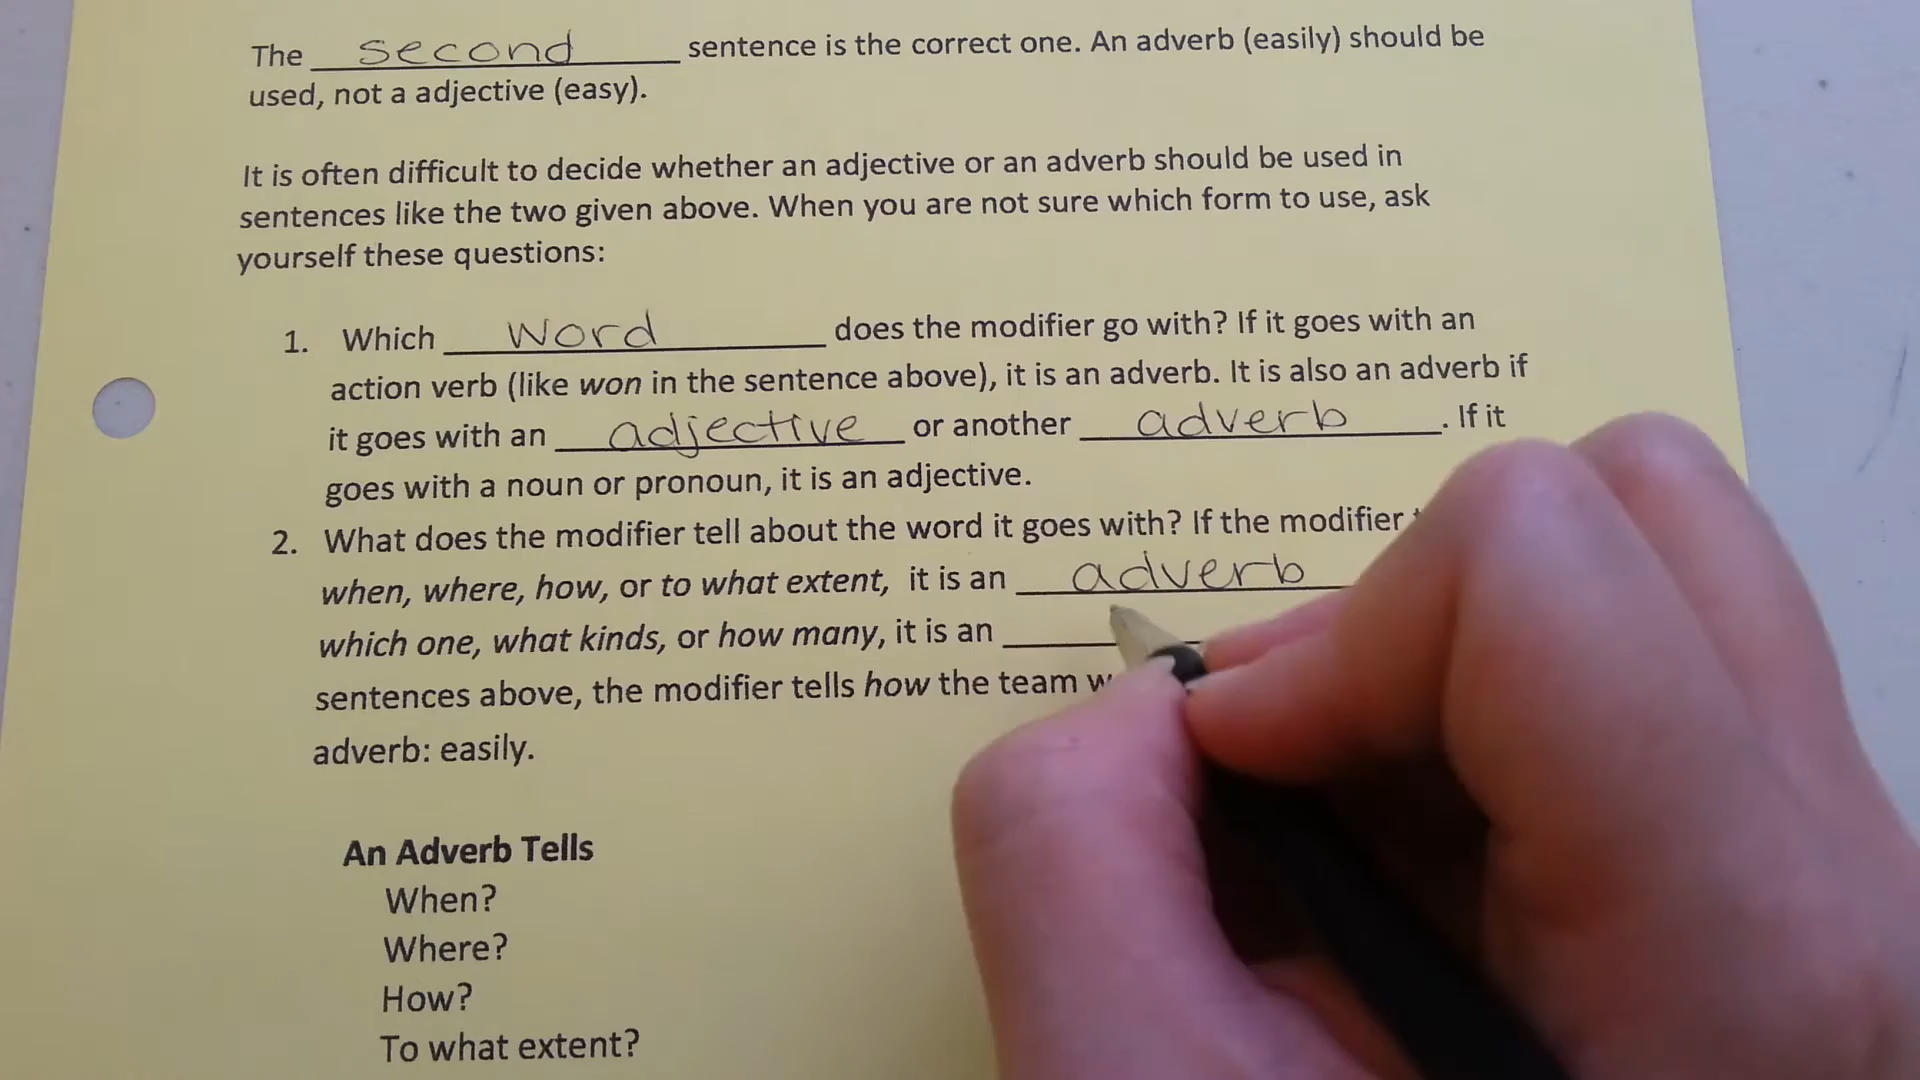 The second sentence is the correct one. An adverb (easily) should be
used, not a adjective (easy).
It is often difficult to decide whether an adjective or an adverb should be used in
sentences like the two given above. When you are not sure which form to use, ask
yourself these questions:
1. Which word does the modifier go with? If it goes with an
action verb (like won in the sentence above), it is an adverb. It is also an adverb if
it goes with an adjective or another adverb. If it
goes with a noun or pronoun, it is an adjective.
2. What does the modifier tell about the word it goes with? If the modifier
when, where, how, or to what extent, it is an adverb
which one, what kinds, or how many, it is an
sentences above, the modifier tells how the team
adverb: easily.
An Adverb Tells
When?
Where?
How?
To what extent?